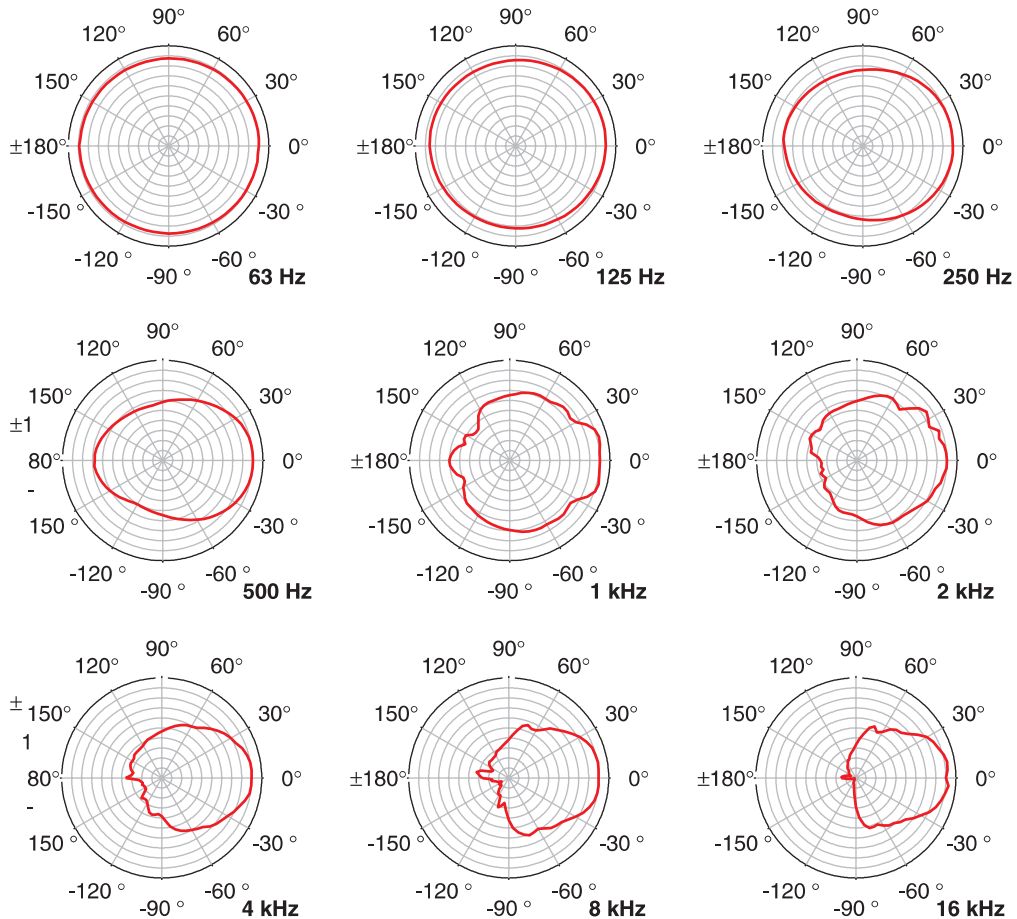 90° 90° 90°
120° 60° 120° 60° 120° 60°
150° 30° 150° 30° 150° 30°
±180° 0° ±180° 0° ±180° 0°
-150 ° -30 ° -150 ° -30 ° -150 ° -30 °
-120 ° -60 ° -120 ° -60 ° -120 ° -60 °
-90 ° 63 Hz -90 ° 125 Hz -90 ° 250 Hz
90° 90° 90°
120° 60° 120° 60° 120° 60°
150° 30° 150° 30° 150° 30°
±1
80° 0° ±180° 0° ±180° 0°
-
150 ° -30 ° -150 ° -30 ° -150 ° -30 °
-120 ° -60 ° -120 ° -60 ° -120 ° -60 °
-90 ° 500 Hz -90 ° 1 kHz -90 ° 2 kHz
90° 90° 90°
120° 60° 120° 60° 120° 60°
±
150° 30° 150° 30° 150° 30°
1
80° 0° ±180° 0° ±180° 0°
-
150 ° -30 ° -150 ° -30 ° -150 ° -30 °
-120 ° -60 ° -120 ° -60 ° -120 ° -60 °
-90 ° 4 kHz -90 ° 8 kHz -90 ° 16 kHz